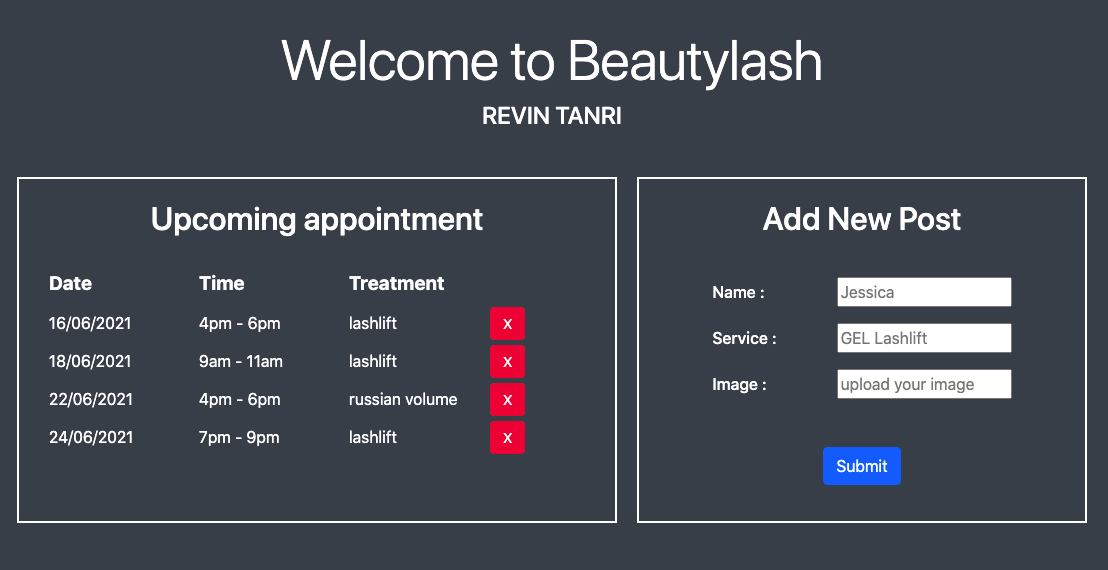 Welcome to Beautylash
REVIN TANRI
Upcoming appointment
Date Time Treatment
16/06/2021 4pm - 6pm lashlift X
18/06/2021 9am - 11am lashlift X
22/06/2021 4pm - 6pm russian volume X
24/06/2021 7pm - 9pm lashlift X
Add New Post
Name : Jessica
Service : GEL Lashlift
Image : upload your image
Submit